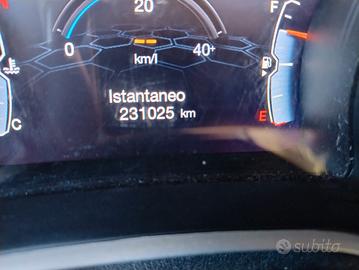 20
F
0
40+
km/l
Istantaneo
231025 km
C
E
subito